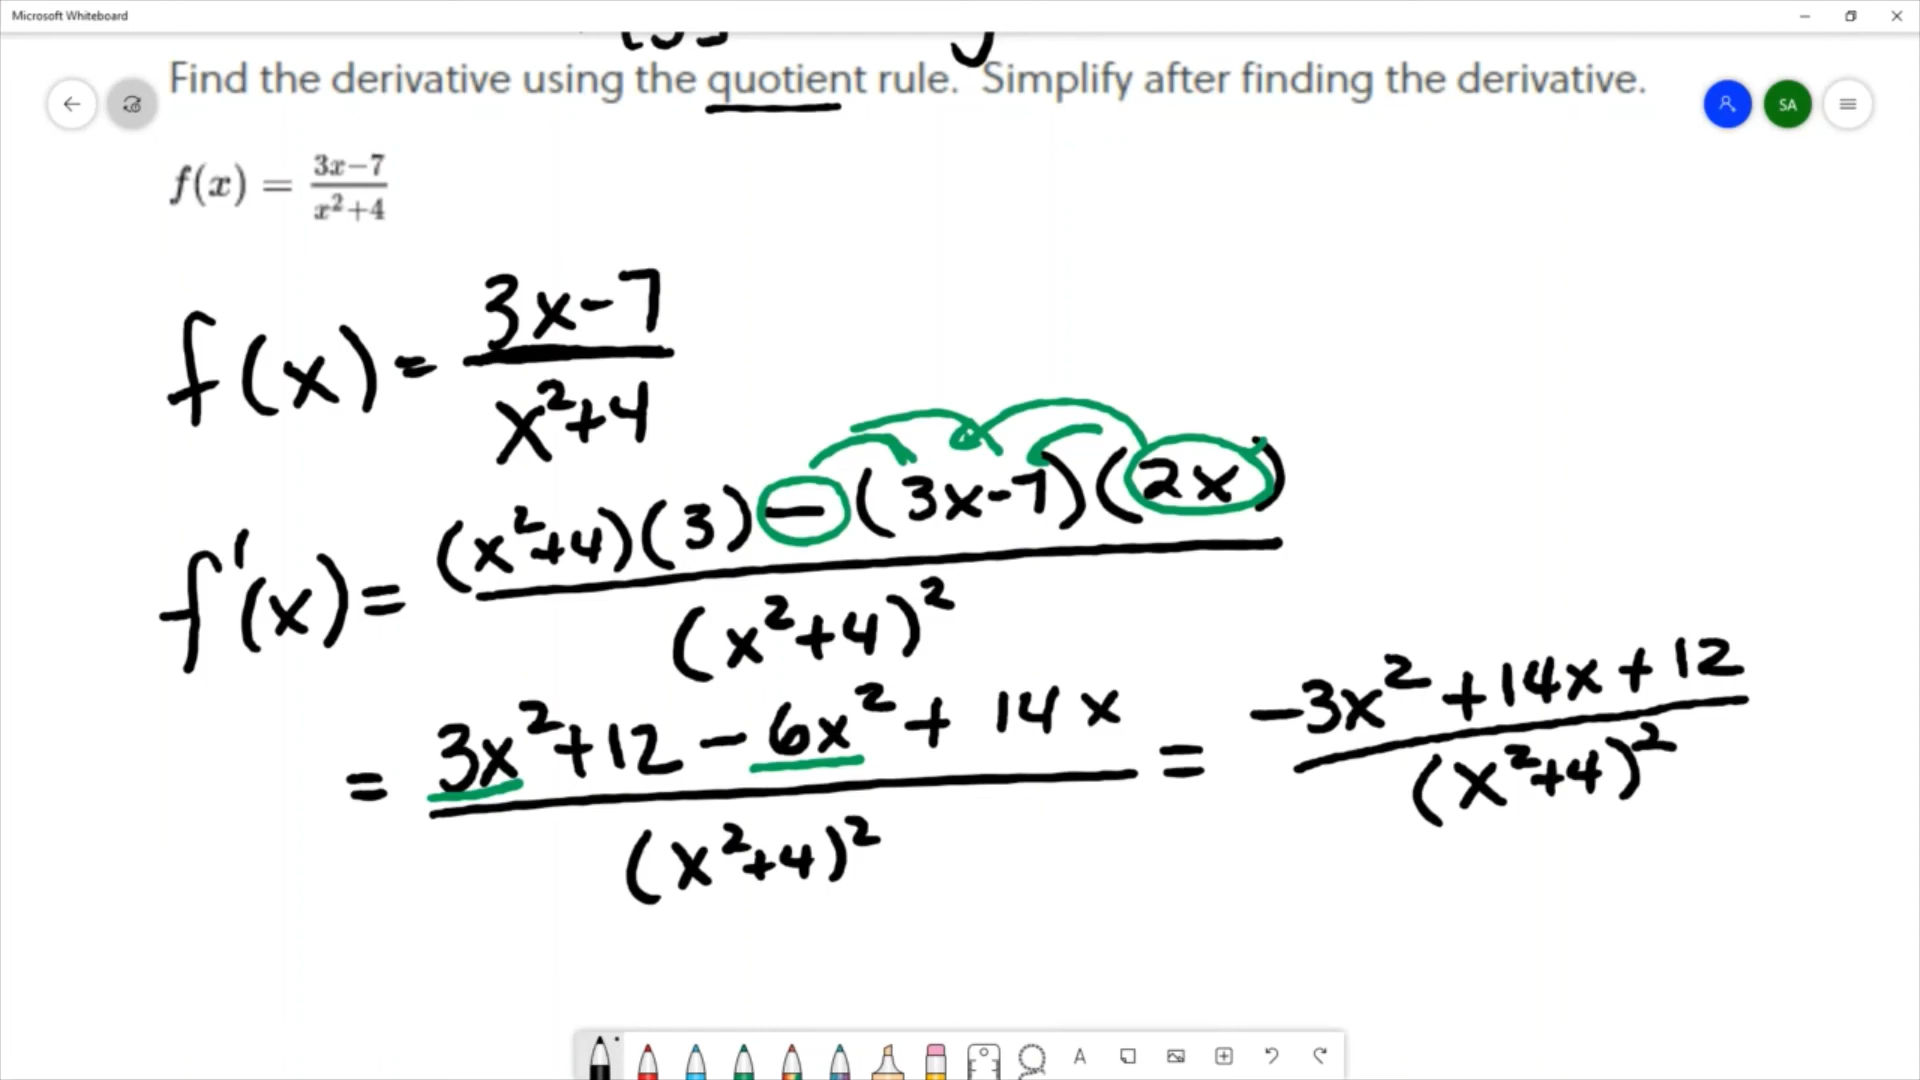 Microsoft Whiteboard
Find the derivative using the quotient rule. Simplify after finding the derivative.
SA
f(x) = 3x−7 / x²+4
f(x) = 3x-7 / x²+4
f'(x) = (x²+4)(3) − (3x-7)(2x) / (x²+4)²
= 3x²+12 − 6x² + 14x / (x²+4)² = −3x² + 14x + 12 / (x²+4)²
A